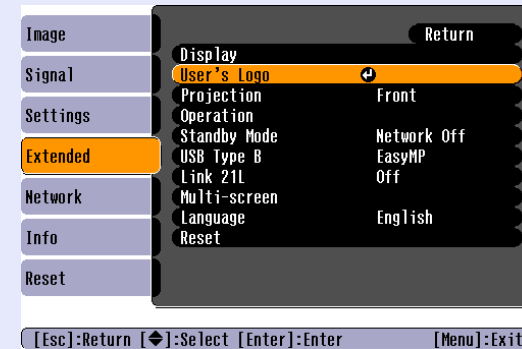 Image
Signal
Settings
Extended
Network
Info
Reset
Return
Display
User's Logo
Projection Front
Operation
Standby Mode Network Off
USB Type B EasyMP
Link 21L Off
Multi-screen
Language English
Reset
[Esc]:Return [◆]:Select [Enter]:Enter [Menu]:Exit